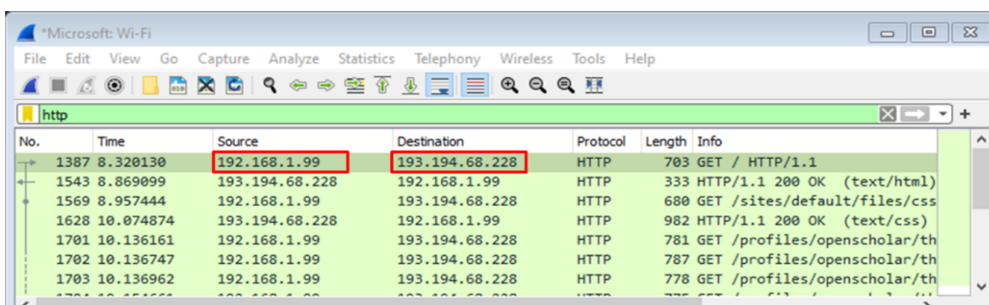 *Microsoft: Wi-Fi
File Edit View Go Capture Analyze Statistics Telephony Wireless Tools Help
http
No. Time Source Destination Protocol Length Info
1387 8.320130 192.168.1.99 193.194.68.228 HTTP 703 GET / HTTP/1.1
1543 8.869099 193.194.68.228 192.168.1.99 HTTP 333 HTTP/1.1 200 OK (text/html)
1569 8.957444 192.168.1.99 193.194.68.228 HTTP 680 GET /sites/default/files/css
1628 10.074874 193.194.68.228 192.168.1.99 HTTP 982 HTTP/1.1 200 OK (text/css)
1701 10.136161 192.168.1.99 193.194.68.228 HTTP 781 GET /profiles/openscholar/th
1702 10.136747 192.168.1.99 193.194.68.228 HTTP 787 GET /profiles/openscholar/th
1703 10.136962 192.168.1.99 193.194.68.228 HTTP 778 GET /profiles/openscholar/th